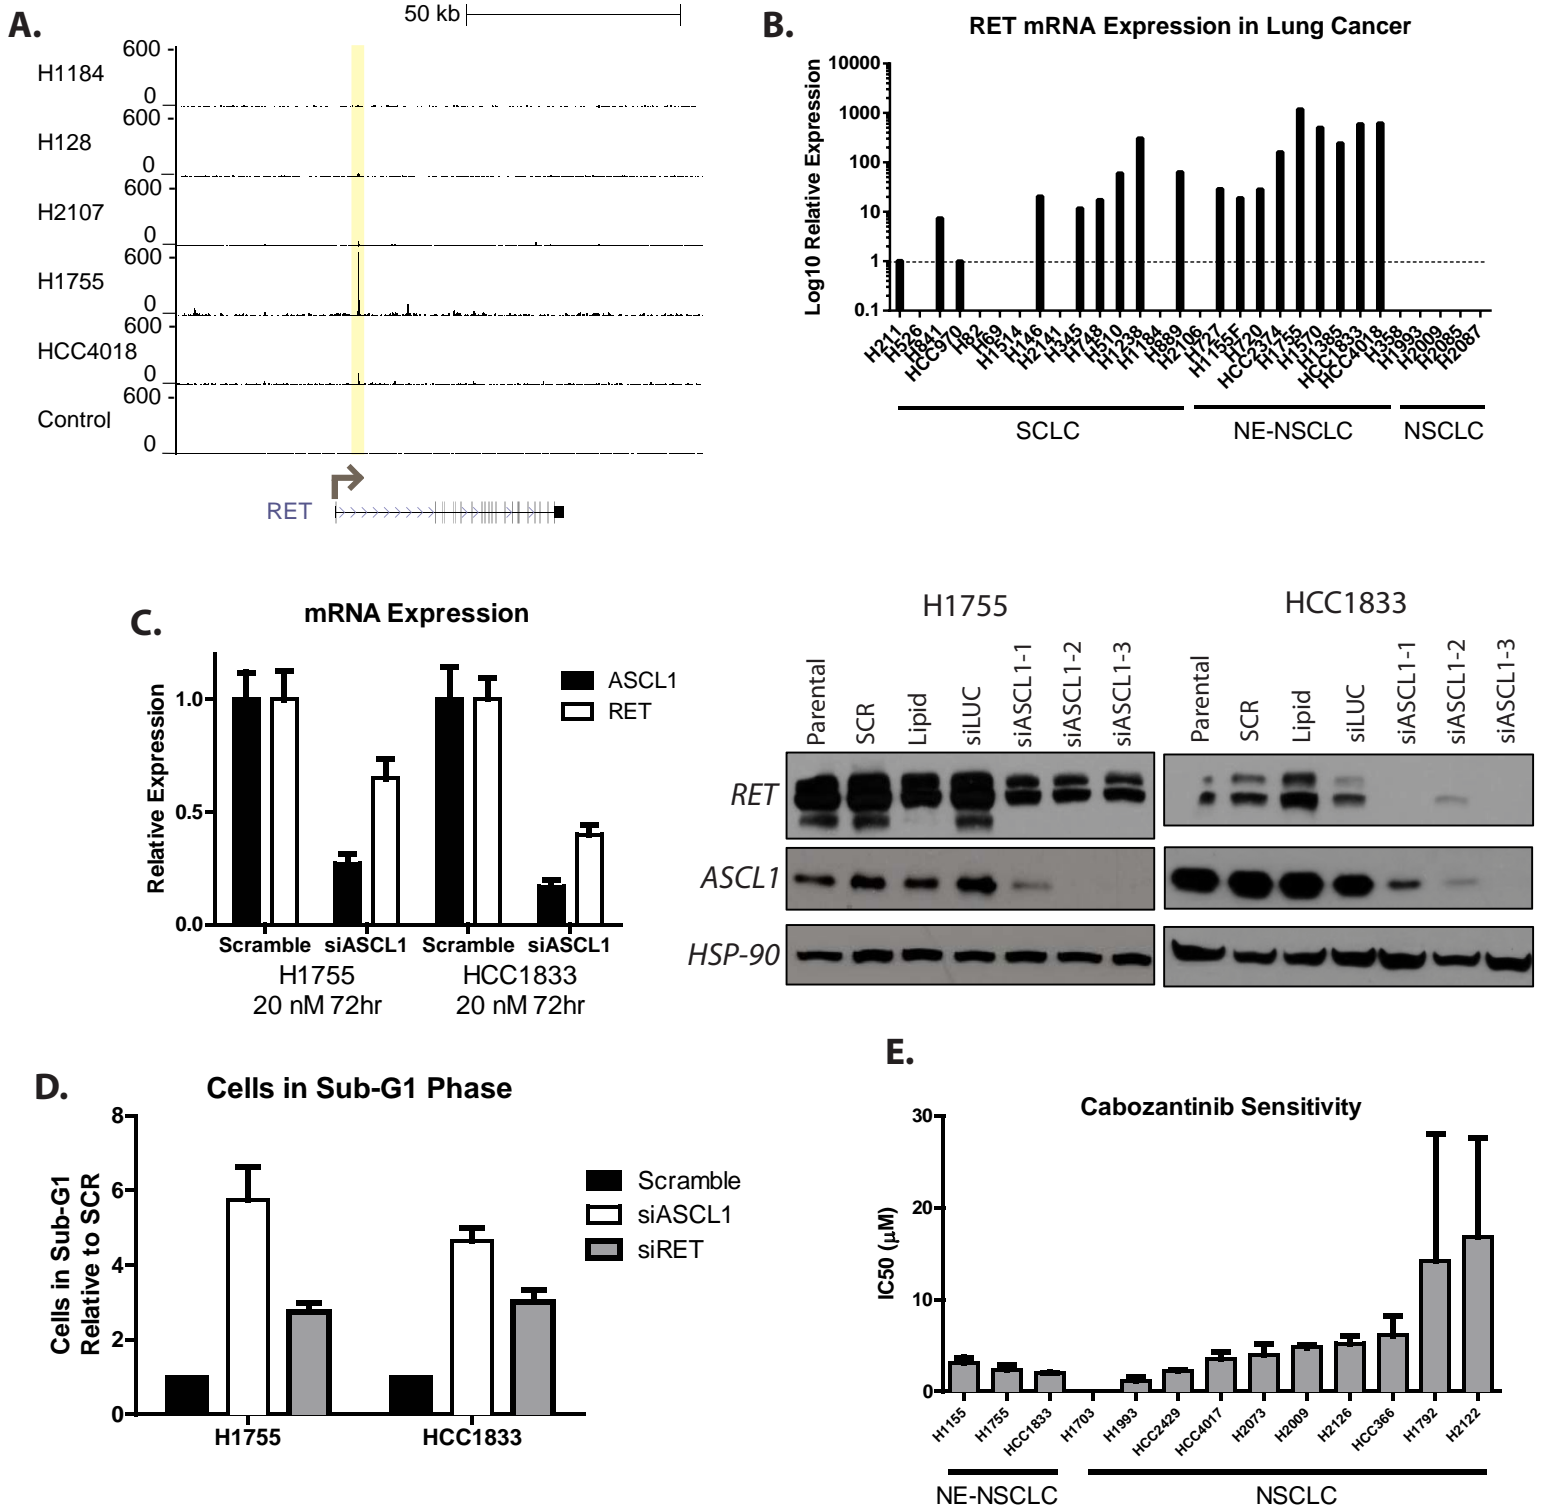 A.
50 kb
H1184
600
0
H128
600
0
H2107
600
0
H1755
600
0
HCC4018
600
0
Control
600
0
RET
B.
RET mRNA Expression in Lung Cancer
Log10 Relative Expression
10000
1000
100
10
1
0.1
H211
H526
H841
HCC970
H82
H69
H1514
H146
H2141
H345
H748
H510
H1238
H1184
H889
H2106
H727
H1155F
H720
HCC2374
H1755
H1570
H1385
HCC1833
HCC4018
H358
H1993
H2009
H2085
H2087
SCLC
NE-NSCLC
NSCLC
C.
mRNA Expression
Relative Expression
1.0
0.5
0.0
ASCL1
RET
Scramble siASCL1 Scramble siASCL1
H1755 HCC1833
20 nM 72hr 20 nM 72hr
H1755
HCC1833
Parental
SCR
Lipid
siLUC
siASCL1-1
siASCL1-2
siASCL1-3
Parental
SCR
Lipid
siLUC
siASCL1-1
siASCL1-2
siASCL1-3
RET
ASCL1
HSP-90
D.
Cells in Sub-G1 Phase
Cells in Sub-G1
Relative to SCR
8
6
4
2
0
Scramble
siASCL1
siRET
H1755
HCC1833
E.
Cabozantinib Sensitivity
IC50 (μM)
30
20
10
0
H1155
H1755
HCC1833
H1703
H1993
HCC2429
HCC4017
H2073
H2009
H2126
HCC366
H1792
H2122
NE-NSCLC
NSCLC